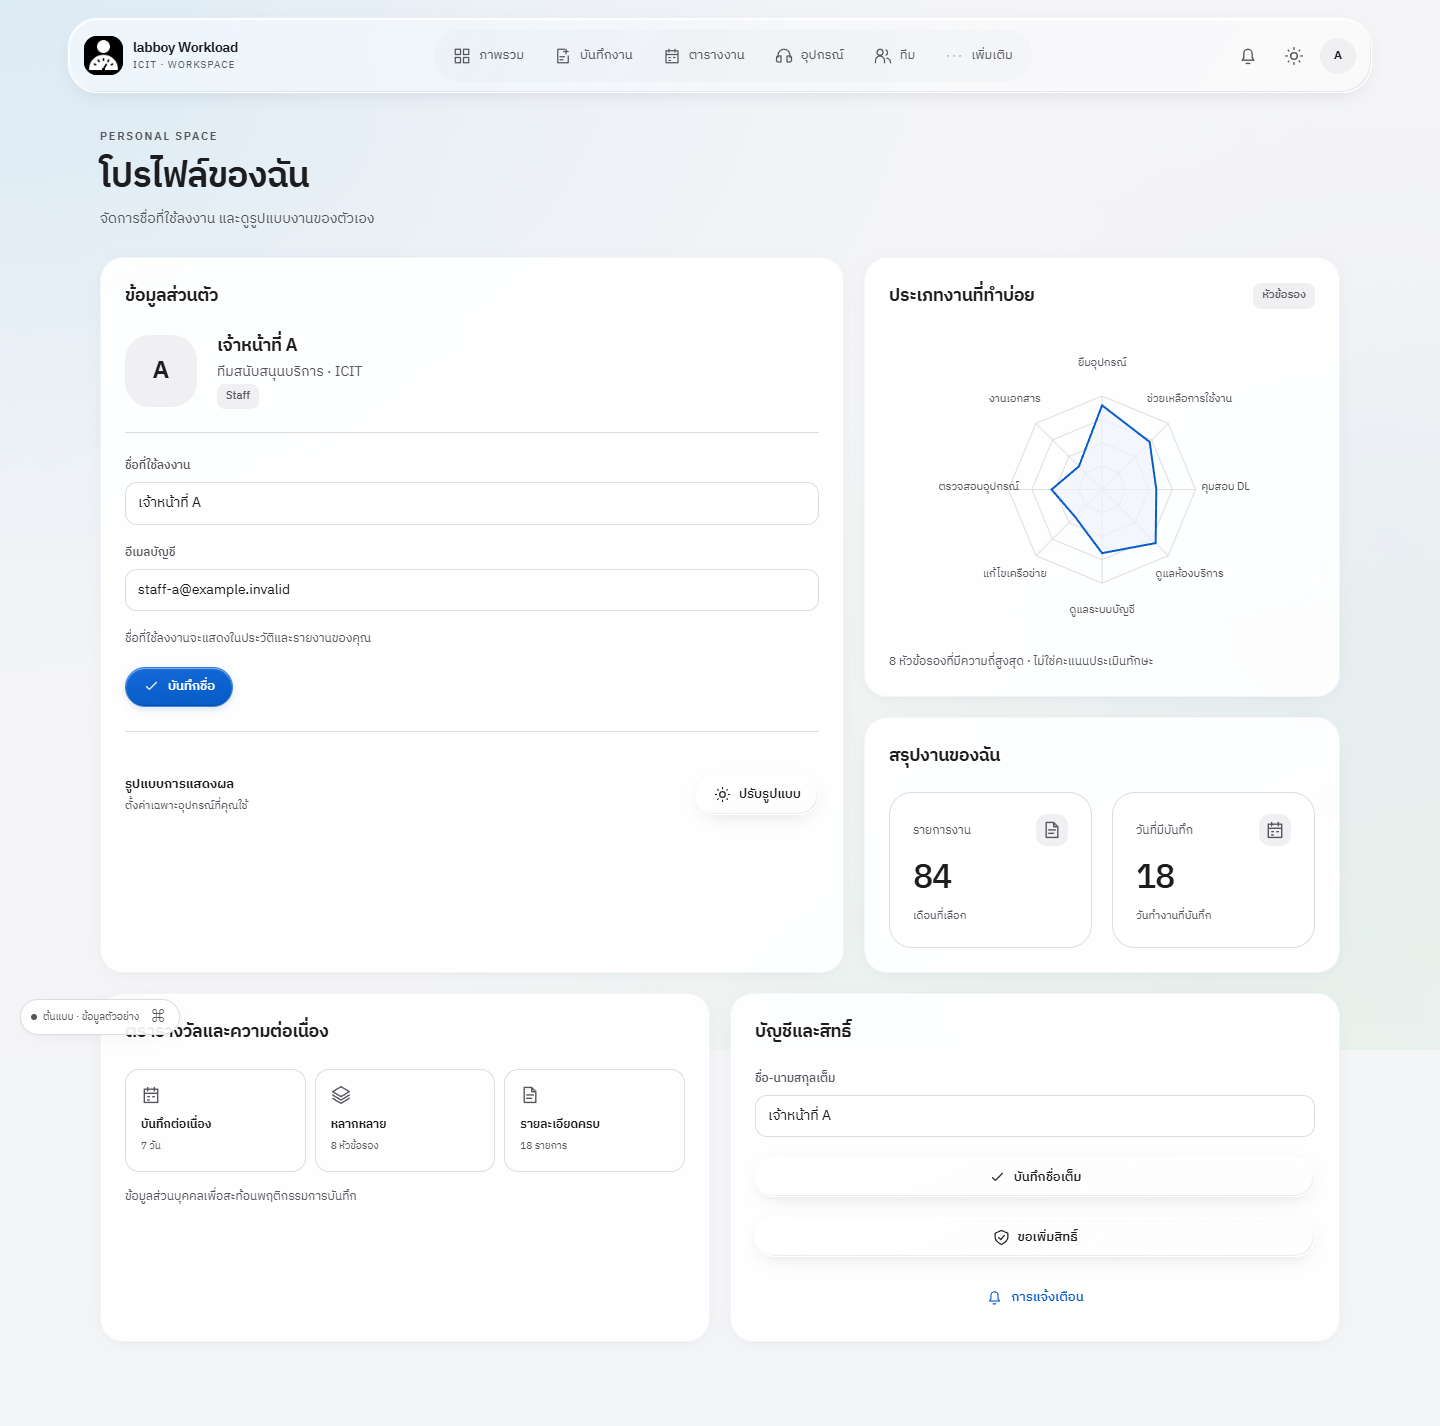 labboy Workload
ICIT · WORKSPACE
ภาพรวม
บันทึกงาน
ตารางงาน
อุปกรณ์
ทีม
เพิ่มเติม
A
PERSONAL SPACE
โปรไฟล์ของฉัน
จัดการชื่อที่ใช้ลงงาน และดูรูปแบบงานของตัวเอง
ข้อมูลส่วนตัว
A
เจ้าหน้าที่ A
ทีมสนับสนุนบริการ · ICIT
Staff
ชื่อที่ใช้ลงงาน
เจ้าหน้าที่ A
อีเมลบัญชี
staff-a@example.invalid
ชื่อที่ใช้ลงงานจะแสดงในประวัติและรายงานของคุณ
บันทึกชื่อ
รูปแบบการแสดงผล
ตั้งค่าเฉพาะอุปกรณ์ที่คุณใช้
ปรับรูปแบบ
ประเภทงานที่ทำบ่อย
หัวข้อรอง
ยืมอุปกรณ์
งานเอกสาร
ช่วยเหลือการใช้งาน
ตรวจสอบอุปกรณ์
คุมสอบ DL
แก้ไขเครือข่าย
ดูแลห้องบริการ
ดูแลระบบบัญชี
8 หัวข้อรองที่มีความถี่สูงสุด · ไม่ใช่คะแนนประเมินทักษะ
สรุปงานของฉัน
รายการงาน
84
เดือนที่เลือก
วันที่มีบันทึก
18
วันทำงานที่บันทึก
ต้นแบบ · ข้อมูลตัวอย่าง ⌘
ตรารางวัลและความต่อเนื่อง
บันทึกต่อเนื่อง
7 วัน
หลากหลาย
8 หัวข้อรอง
รายละเอียดครบ
18 รายการ
ข้อมูลส่วนบุคคลเพื่อสะท้อนพฤติกรรมการบันทึก
บัญชีและสิทธิ์
ชื่อ-นามสกุลเต็ม
เจ้าหน้าที่ A
บันทึกชื่อเต็ม
ขอเพิ่มสิทธิ์
การแจ้งเตือน